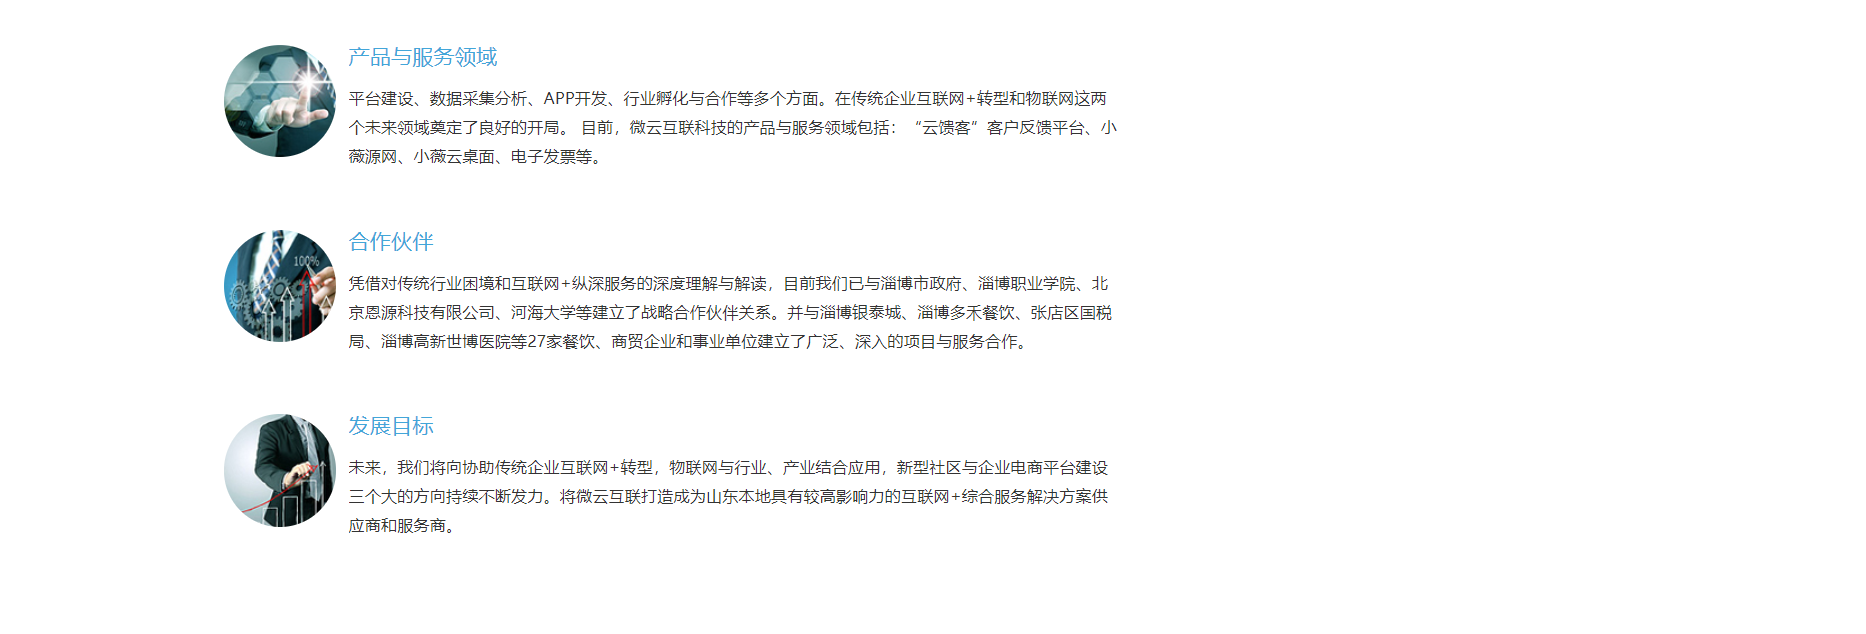 产品与服务领域
平台建设、数据采集分析、APP开发、行业孵化与合作等多个方面。在传统企业互联网+转型和物联网这两
个未来领域奠定了良好的开局。 目前，微云互联科技的产品与服务领域包括：“云馈客”客户反馈平台、小
薇源网、小薇云桌面、电子发票等。
合作伙伴
100%
凭借对传统行业困境和互联网+纵深服务的深度理解与解读，目前我们已与淄博市政府、淄博职业学院、北
京恩源科技有限公司、河海大学等建立了战略合作伙伴关系。并与淄博银泰城、淄博多禾餐饮、张店区国税
局、淄博高新世博医院等27家餐饮、商贸企业和事业单位建立了广泛、深入的项目与服务合作。
发展目标
未来，我们将向协助传统企业互联网+转型，物联网与行业、产业结合应用，新型社区与企业电商平台建设
三个大的方向持续不断发力。将微云互联打造成为山东本地具有较高影响力的互联网+综合服务解决方案供
应商和服务商。